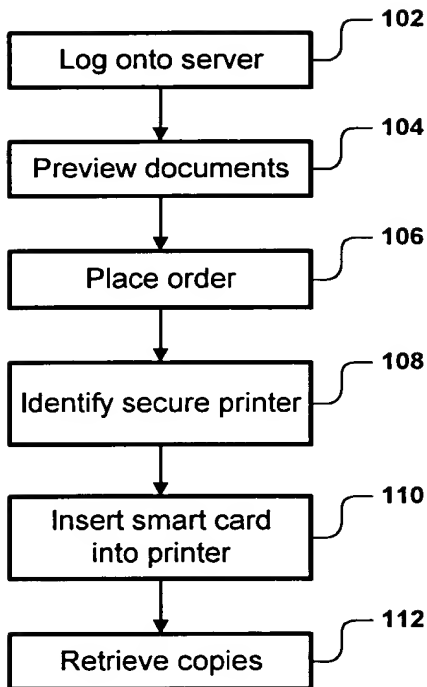 102
Log onto server
104
Preview documents
106
Place order
108
Identify secure printer
110
Insert smart card
into printer
112
Retrieve copies